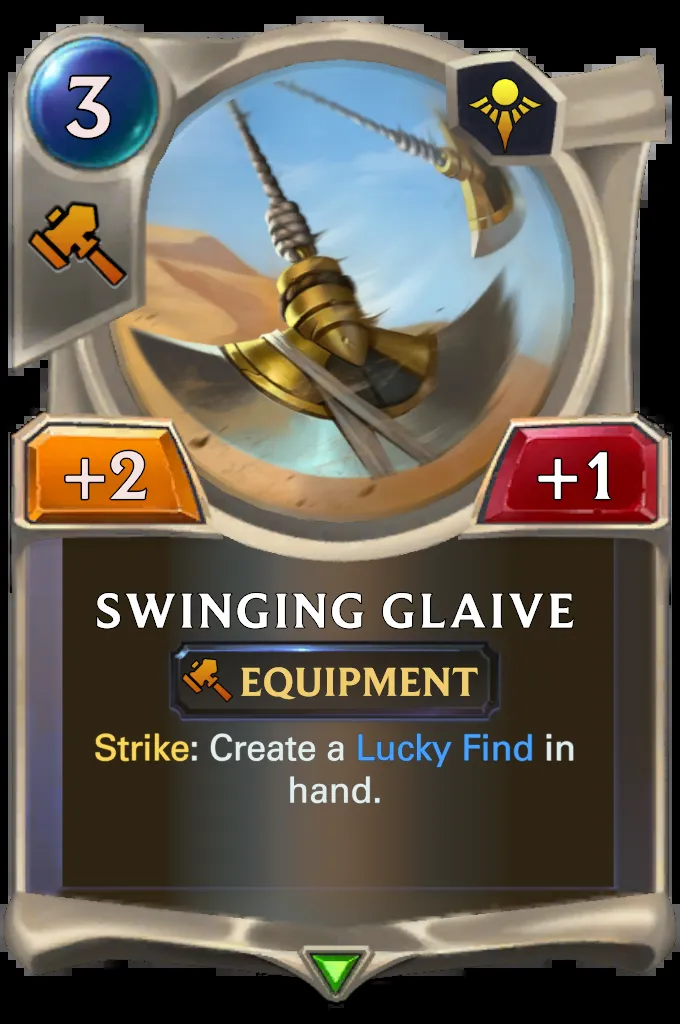 3
+2
+1
SWINGING GLAIVE
EQUIPMENT
Strike: Create a Lucky Find in
hand.